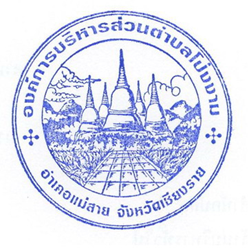 องค์การบริหารส่วนตำบลโป่งงาม
อำเภอแม่สาย จังหวัดเชียงราย